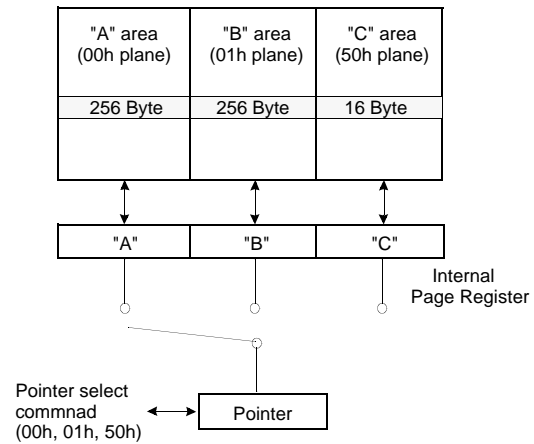 "A" area
(00h plane)
"B" area
(01h plane)
"C" area
(50h plane)
256 Byte
256 Byte
16 Byte
"A"
"B"
"C"
Internal
Page Register
Pointer select
commnad
(00h, 01h, 50h)
Pointer